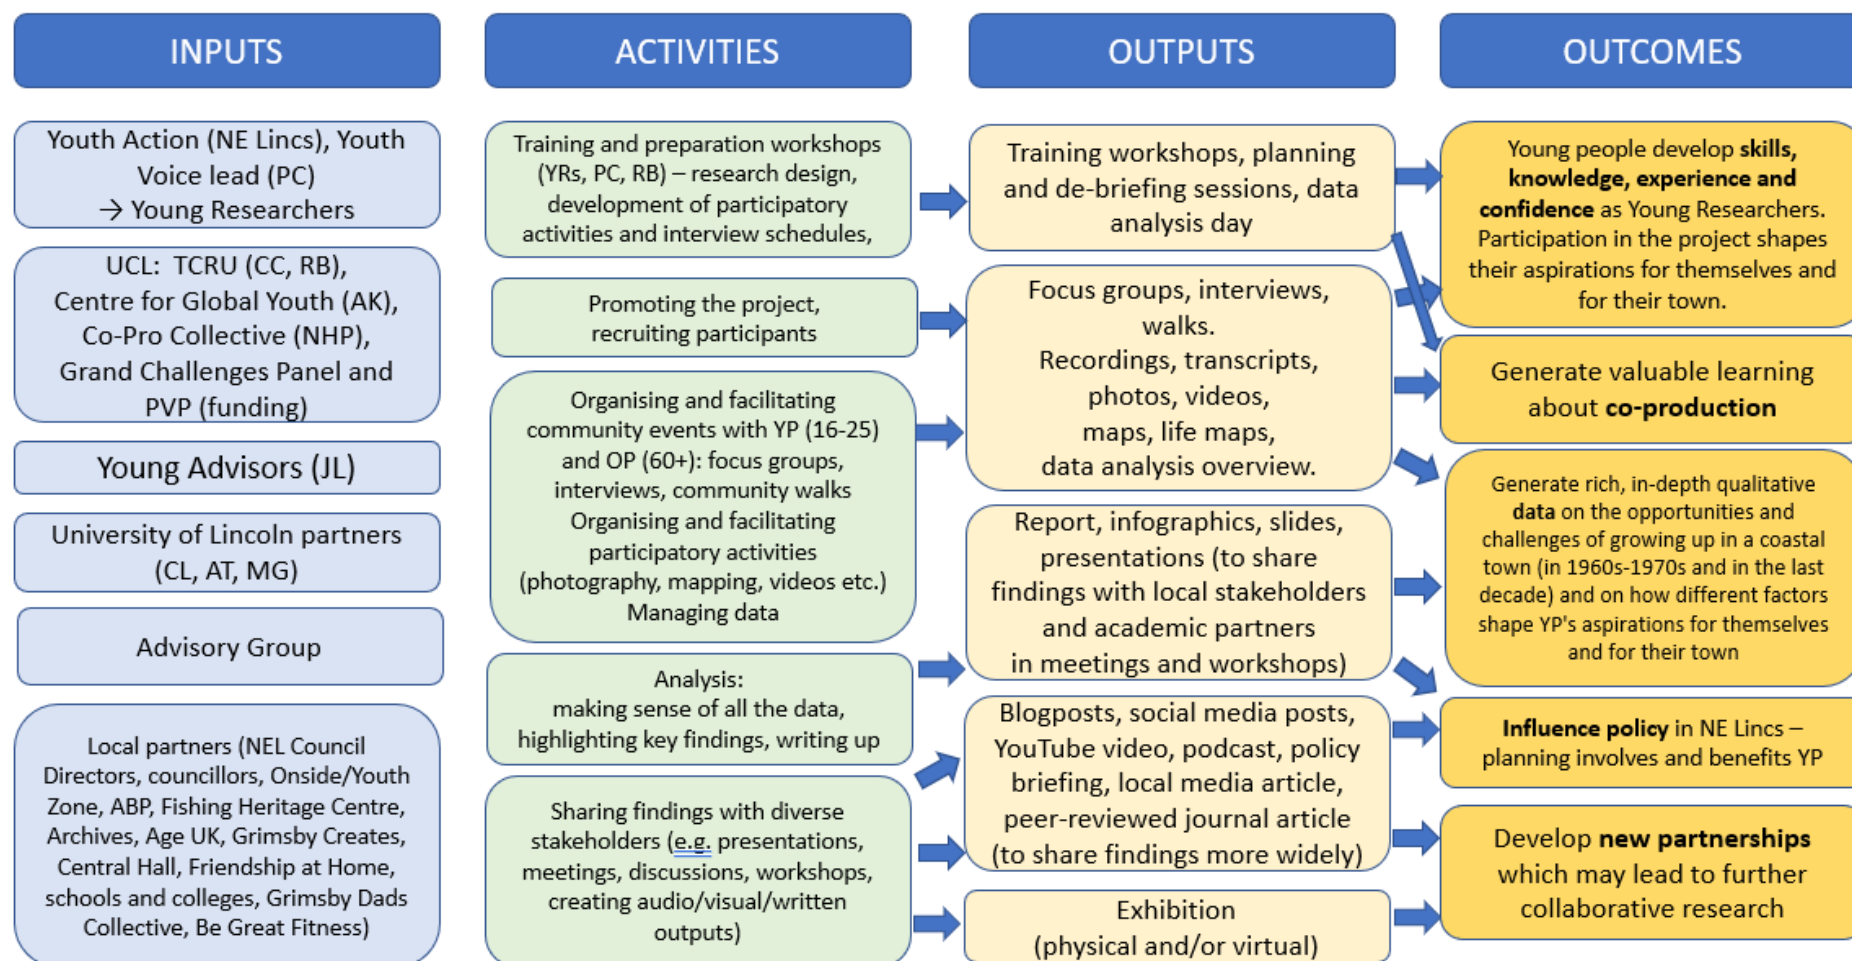 INPUTS
Youth Action (NE Lincs), Youth
Voice lead (PC)
→ Young Researchers
UCL: TCRU (CC, RB),
Centre for Global Youth (AK),
Co-Pro Collective (NHP),
Grand Challenges Panel and
PVP (funding)
Young Advisors (JL)
University of Lincoln partners
(CL, AT, MG)
Advisory Group
Local partners (NEL Council
Directors, councillors, Onside/Youth
Zone, ABP, Fishing Heritage Centre,
Archives, Age UK, Grimsby Creates,
Central Hall, Friendship at Home,
schools and colleges, Grimsby Dads
Collective, Be Great Fitness)
ACTIVITIES
Training and preparation workshops
(YRs, PC, RB) – research design,
development of participatory
activities and interview schedules,
Promoting the project,
recruiting participants
Organising and facilitating
community events with YP (16-25)
and OP (60+): focus groups,
interviews, community walks
Organising and facilitating
participatory activities
(photography, mapping, videos etc.)
Managing data
Analysis:
making sense of all the data,
highlighting key findings, writing up
Sharing findings with diverse
stakeholders (e.g. presentations,
meetings, discussions, workshops,
creating audio/visual/written
outputs)
OUTPUTS
Training workshops, planning
and de-briefing sessions, data
analysis day
Focus groups, interviews,
walks.
Recordings, transcripts,
photos, videos,
maps, life maps,
data analysis overview.
Report, infographics, slides,
presentations (to share
findings with local stakeholders
and academic partners
in meetings and workshops)
Blogposts, social media posts,
YouTube video, podcast, policy
briefing, local media article,
peer-reviewed journal article
(to share findings more widely)
Exhibition
(physical and/or virtual)
OUTCOMES
Young people develop skills,
knowledge, experience and
confidence as Young Researchers.
Participation in the project shapes
their aspirations for themselves and
for their town.
Generate valuable learning
about co-production
Generate rich, in-depth qualitative
data on the opportunities and
challenges of growing up in a coastal
town (in 1960s-1970s and in the last
decade) and on how different factors
shape YP's aspirations for themselves
and for their town
Influence policy in NE Lincs –
planning involves and benefits YP
Develop new partnerships
which may lead to further
collaborative research